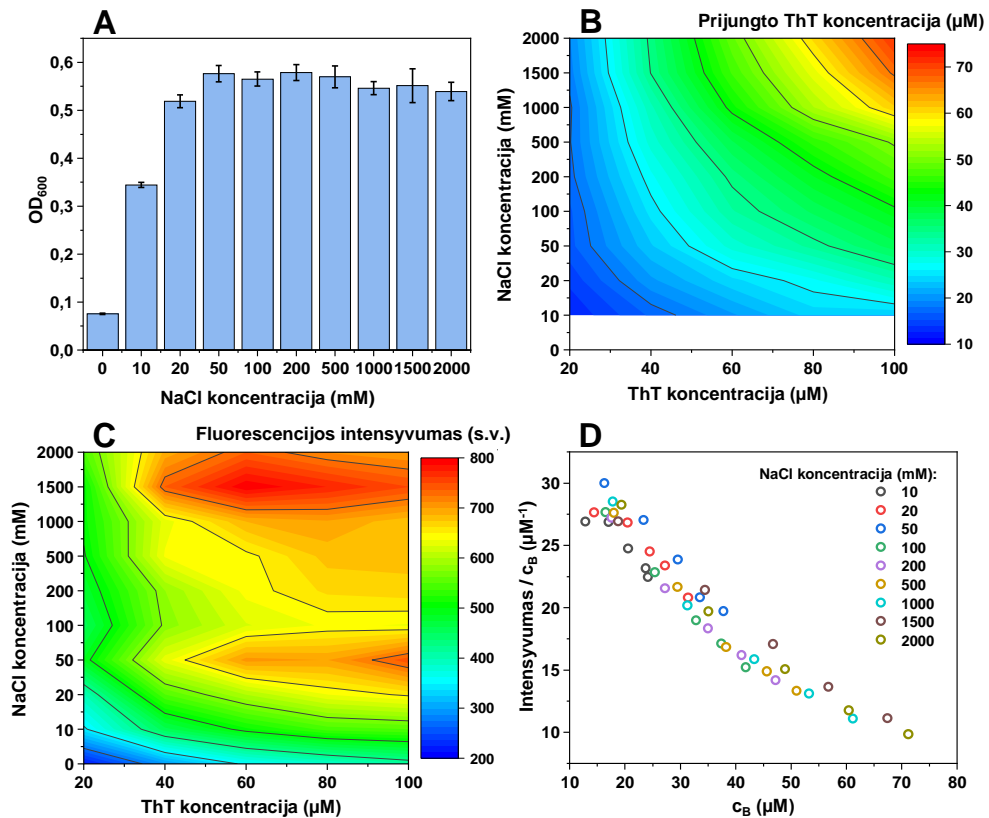 A
OD600
0,6
0,5
0,4
0,3
0,2
0,1
0,0
0 10 20 50 100 200 500 1000 1500 2000
NaCl koncentracija (mM)
B
Prijungto ThT koncentracija (µM)
NaCl koncentracija (mM)
2000
1500
1000
500
200
100
50
20
10
0
20 40 60 80 100
ThT koncentracija (µM)
70
60
50
40
30
20
10
C
Fluorescencijos intensyvumas (s.v.)
NaCl koncentracija (mM)
2000
1500
1000
500
200
100
50
20
10
0
20 40 60 80 100
ThT koncentracija (µM)
800
700
600
500
400
300
200
D
Intensyvumas / cB (µM⁻¹)
30
25
20
15
10
10 20 30 40 50 60 70 80
cB (µM)
NaCl koncentracija (mM):
10
20
50
100
200
500
1000
1500
2000